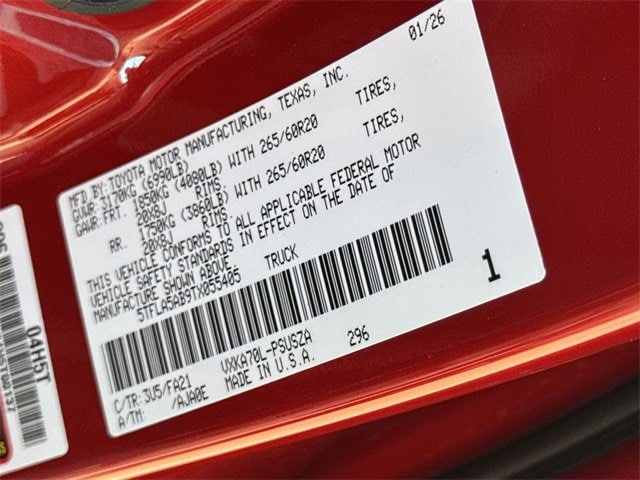 01/26
MFD. BY: TOYOTA MOTOR MANUFACTURING, TEXAS, INC.
GVWR: 3170KG (6990LB)
GAWR: FRT. 1850KG (4080LB) WITH 265/60R20 TIRES,
20X8J RIMS.
RR. 1750KG (3860LB) WITH 265/60R20 TIRES,
20X8J RIMS.
THIS VEHICLE CONFORMS TO ALL APPLICABLE FEDERAL MOTOR
VEHICLE SAFETY STANDARDS IN EFFECT ON THE DATE OF
MANUFACTURE SHOWN ABOVE.
5TFLA5AB9TX055405 TRUCK
1
C/TR: 3U5/FA21 VXKA70L-PSUSZA 296
A/TM: /AJA0E MADE IN U.S.A.
04H5T